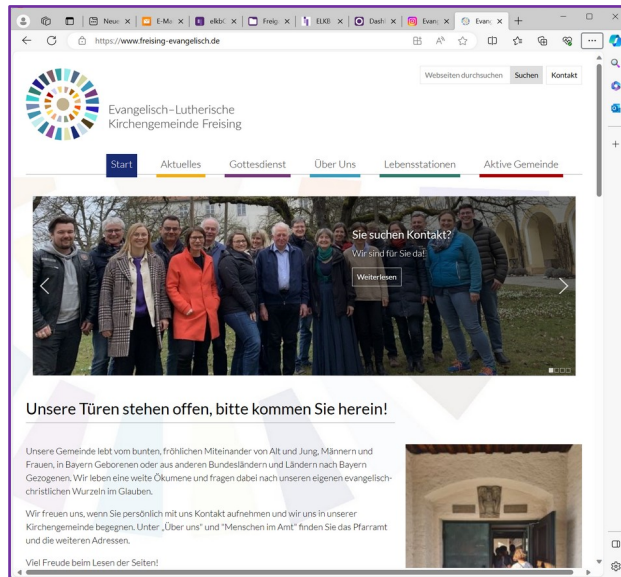 Neue
E-Ma
elkb
Freig
ELKB
Dash
Evan
Evang
https://www.freising-evangelisch.de
Webseiten durchsuchen Suchen Kontakt
Evangelisch-Lutherische
Kirchengemeinde Freising
Start Aktuelles Gottesdienst Über Uns Lebensstationen Aktive Gemeinde
Sie suchen Kontakt?
Wir sind für Sie da!
Weiterlesen
Unsere Türen stehen offen, bitte kommen Sie herein!
Unsere Gemeinde lebt vom bunten, fröhlichen Miteinander von Alt und Jung, Männern und
Frauen, in Bayern Geborenen oder aus anderen Bundesländern und Ländern nach Bayern
Gezogenen. Wir leben eine weite Ökumene und fragen dabei nach unseren eigenen evangelisch-
christlichen Wurzeln im Glauben.
Wir freuen uns, wenn Sie persönlich mit uns Kontakt aufnehmen und wir uns in unserer
Kirchengemeinde begegnen. Unter „Über uns" und "Menschen im Amt" finden Sie das Pfarramt
und die weiteren Adressen.
Viel Freude beim Lesen der Seiten!